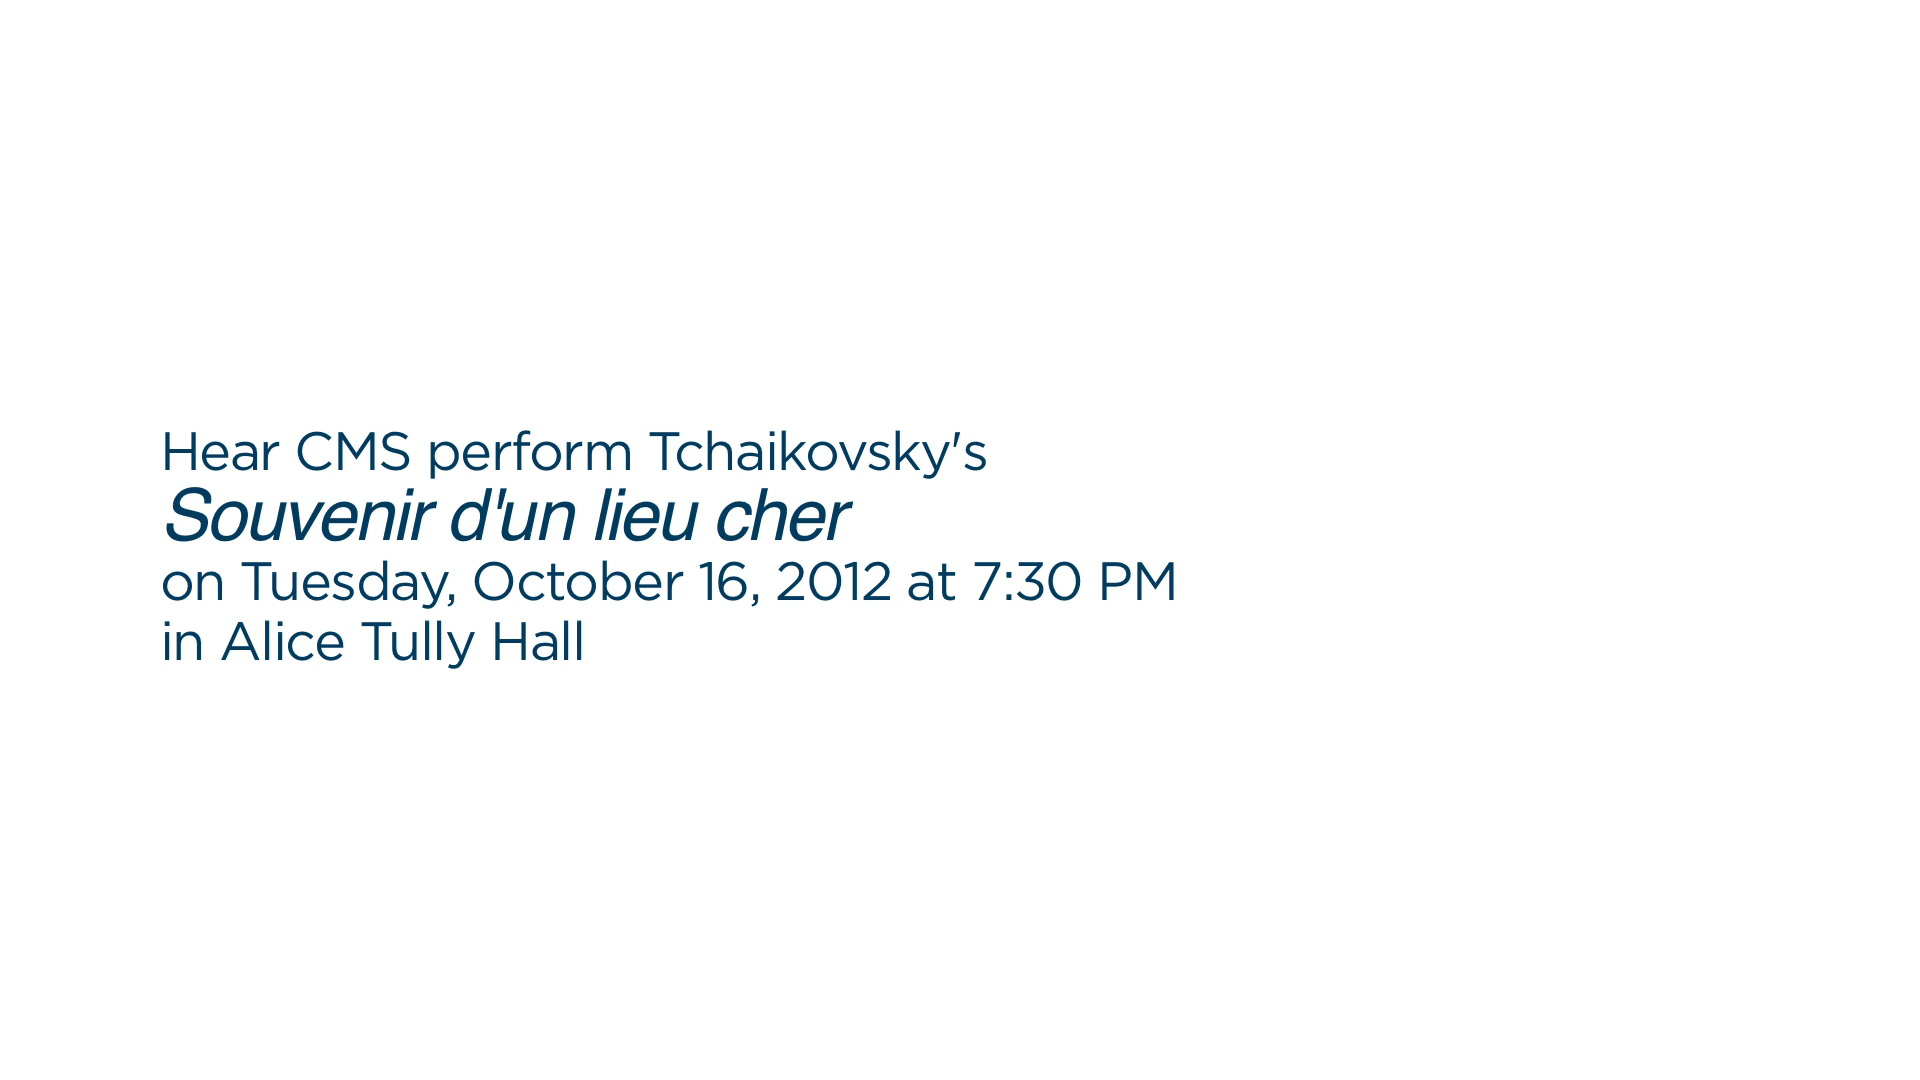 Hear CMS perform Tchaikovsky's
Souvenir d'un lieu cher
on Tuesday, October 16, 2012 at 7:30 PM
in Alice Tully Hall